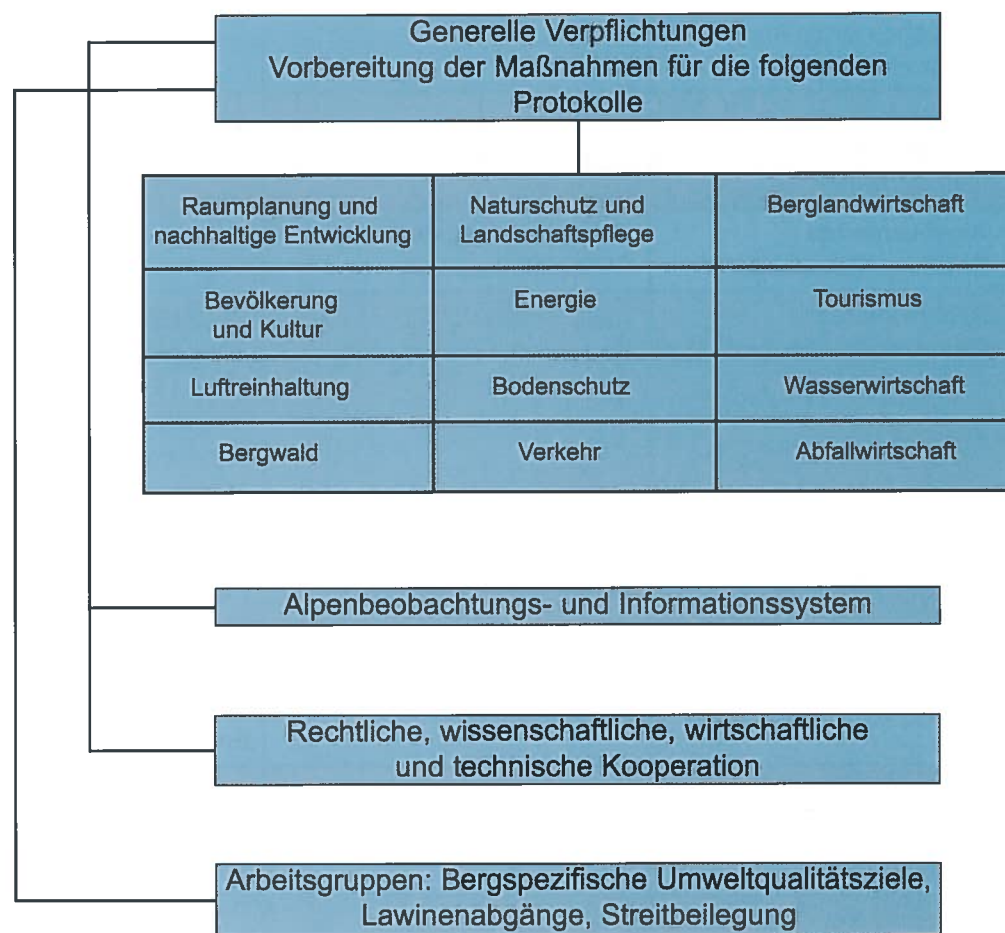 Generelle Verpflichtungen
Vorbereitung der Maßnahmen für die folgenden
Protokolle
Raumplanung und
nachhaltige Entwicklung
Naturschutz und
Landschaftspflege
Berglandwirtschaft
Bevölkerung
und Kultur
Energie
Tourismus
Luftreinhaltung
Bodenschutz
Wasserwirtschaft
Bergwald
Verkehr
Abfallwirtschaft
Alpenbeobachtungs- und Informationssystem
Rechtliche, wissenschaftliche, wirtschaftliche
und technische Kooperation
Arbeitsgruppen: Bergspezifische Umweltqualitätsziele,
Lawinenabgänge, Streitbeilegung